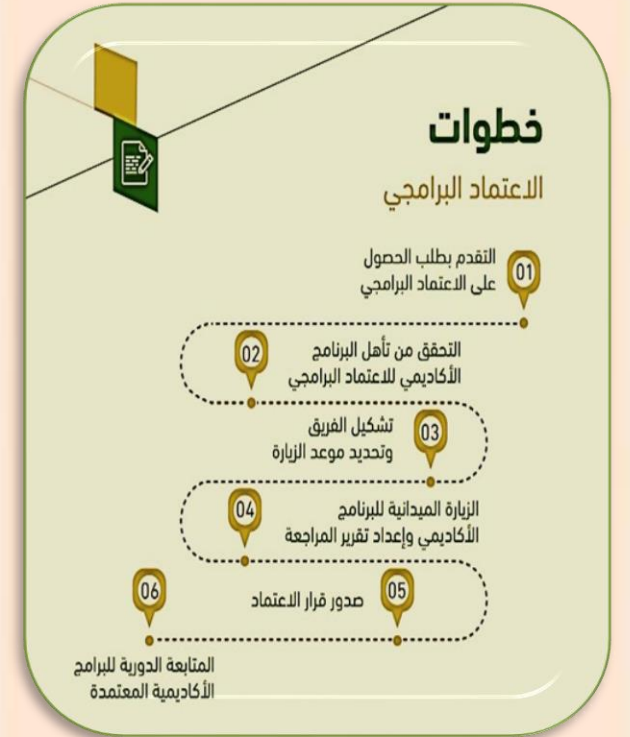 خطوات
الاعتماد البرامجي
01
التقدم بطلب الحصول
على الاعتماد البرامجي
02
التحقق من تأهل البرنامج
الأكاديمي للاعتماد البرامجي
03
تشكيل الفريق
وتحديد موعد الزيارة
04
الزيارة الميدانية للبرنامج
الأكاديمي وإعداد تقرير المراجعة
05
صدور قرار الاعتماد
06
المتابعة الدورية للبرامج
الأكاديمية المعتمدة